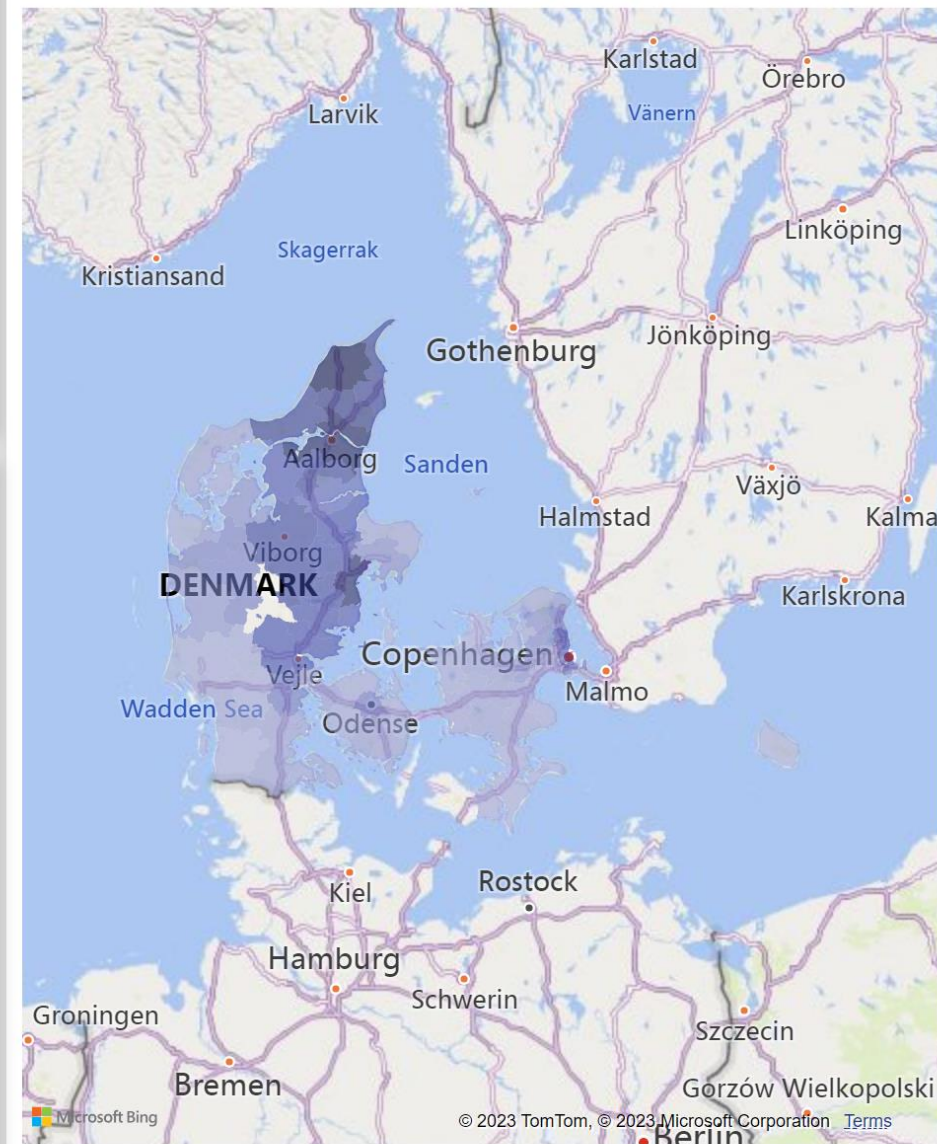 Karlstad
Örebro
Larvik
Vänern
Linköping
Skagerrak
Kristiansand
Jönköping
Gothenburg
Aalborg
Sanden
Växjö
Halmstad
Kalma
Viborg
DENMARK
Karlskrona
Copenhagen
Vejle
Malmo
Wadden Sea
Odense
Rostock
Kiel
Hamburg
Schwerin
Groningen
Szczecin
Bremen
Gorzów Wielkopolski
Microsoft Bing
© 2023 TomTom, © 2023 Microsoft Corporation Terms
Berlin